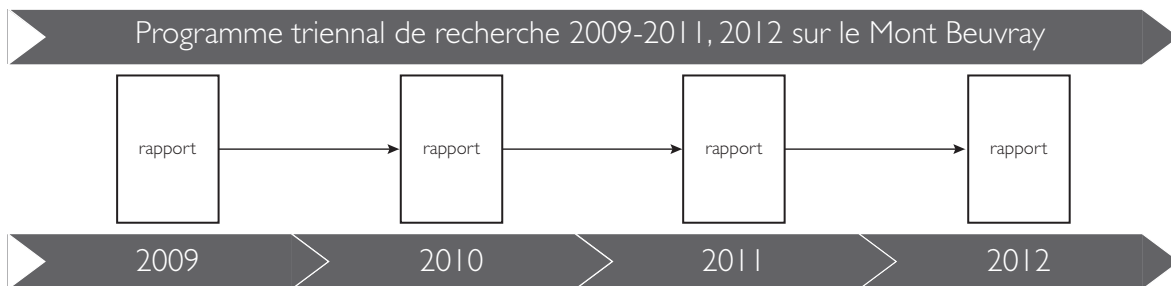 Programme triennal de recherche 2009-2011, 2012 sur le Mont Beuvray
rapport rapport rapport rapport
2009 2010 2011 2012